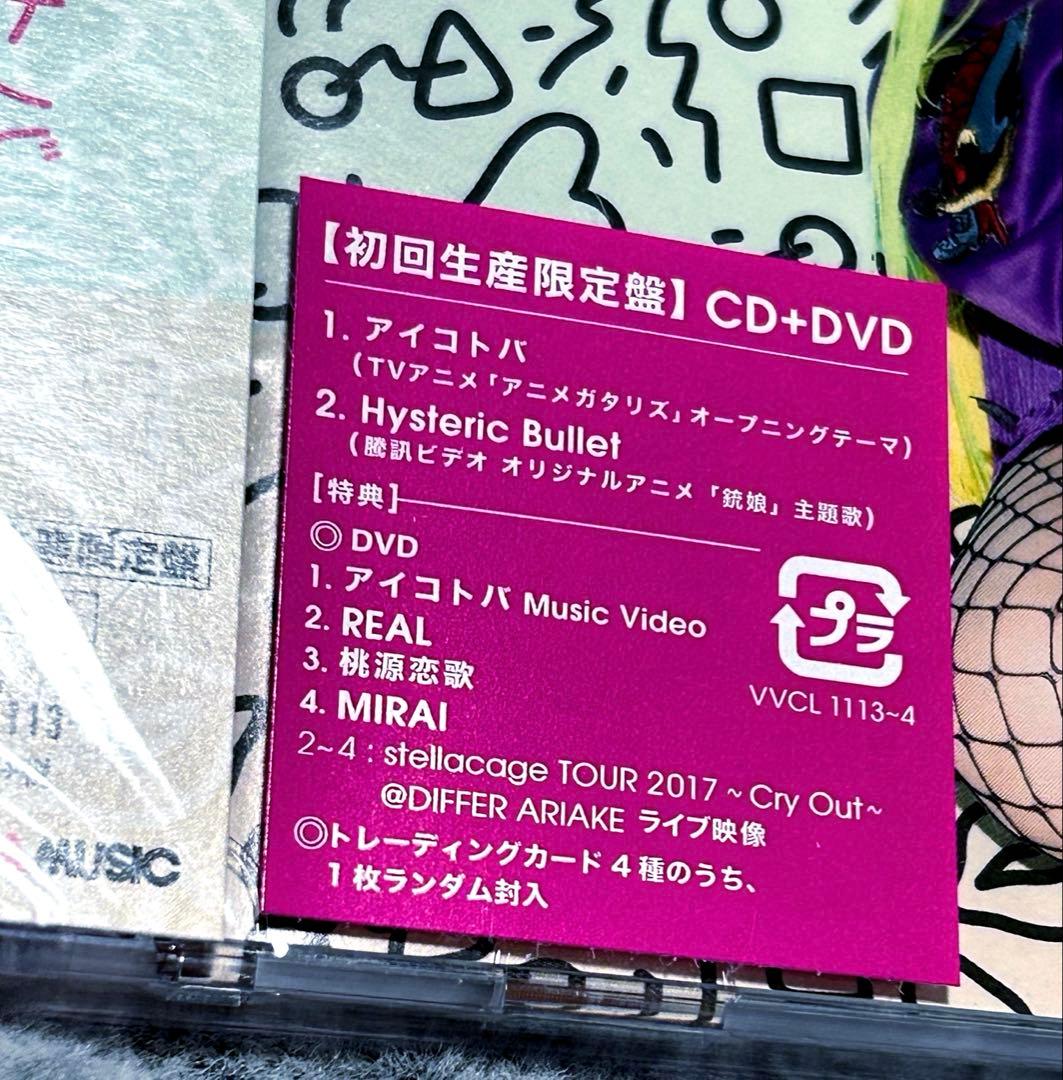 【初回生産限定盤】CD+DVD
1. アイコトバ
(TVアニメ「アニメガタリズ」オープニングテーマ)
2. Hysteric Bullet
(騰訊ビデオ オリジナルアニメ「銃娘」主題歌)
[特典]
◎ DVD
1. アイコトバ Music Video
2. REAL
3. 桃源恋歌
4. MIRAI
2~4 : stellacage TOUR 2017 ~ Cry Out~
@DIFFER ARIAKE ライブ映像
◎トレーディングカード 4 種のうち、
1 枚ランダム封入
プラ
VVCL 1113~4
限定盤
MUSIC